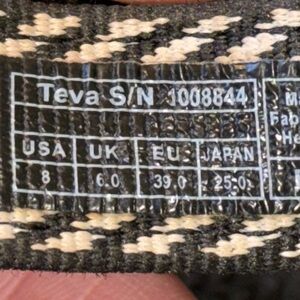 Teva S/N 1008844
USA UK EU JAPAN
8 6.0 39.0 25.0